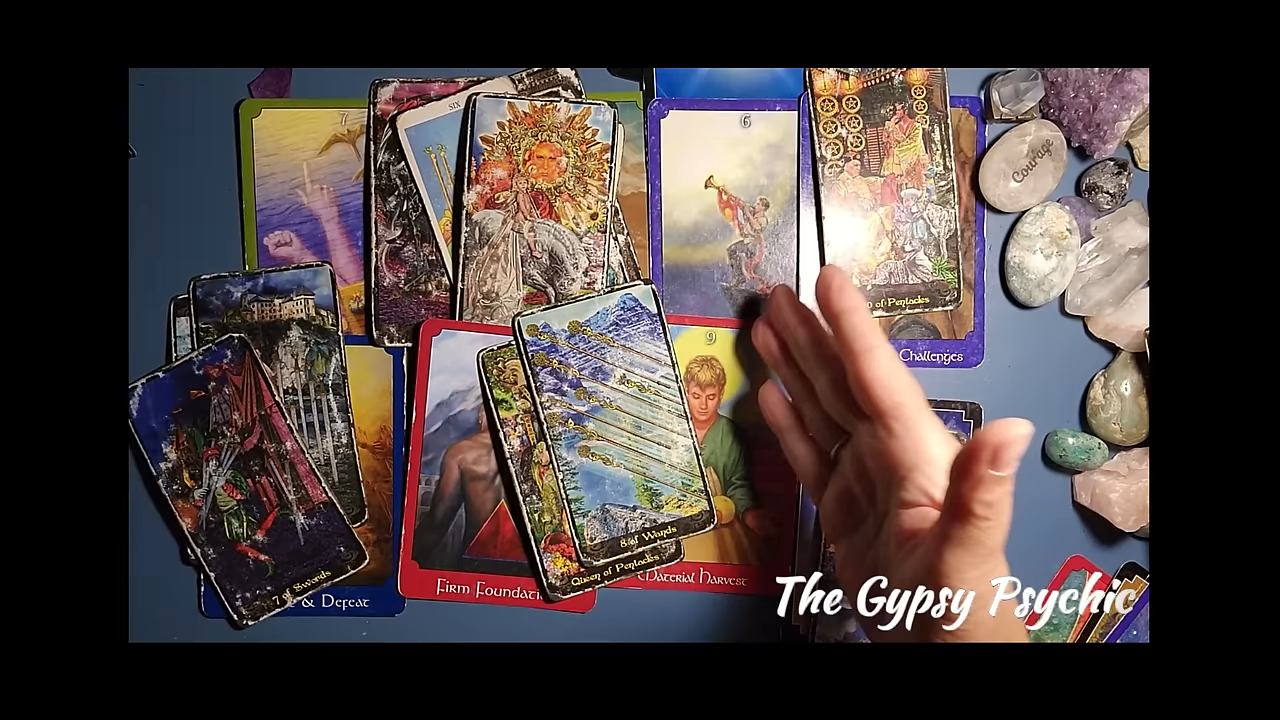 7
SIX
6
Courage
of Pentacles
Challenges
9
8 of Wands
Queen of Pentacles
Material Harvest
7 of Swords
& Defeat
Firm Foundati
The Gypsy Psychic